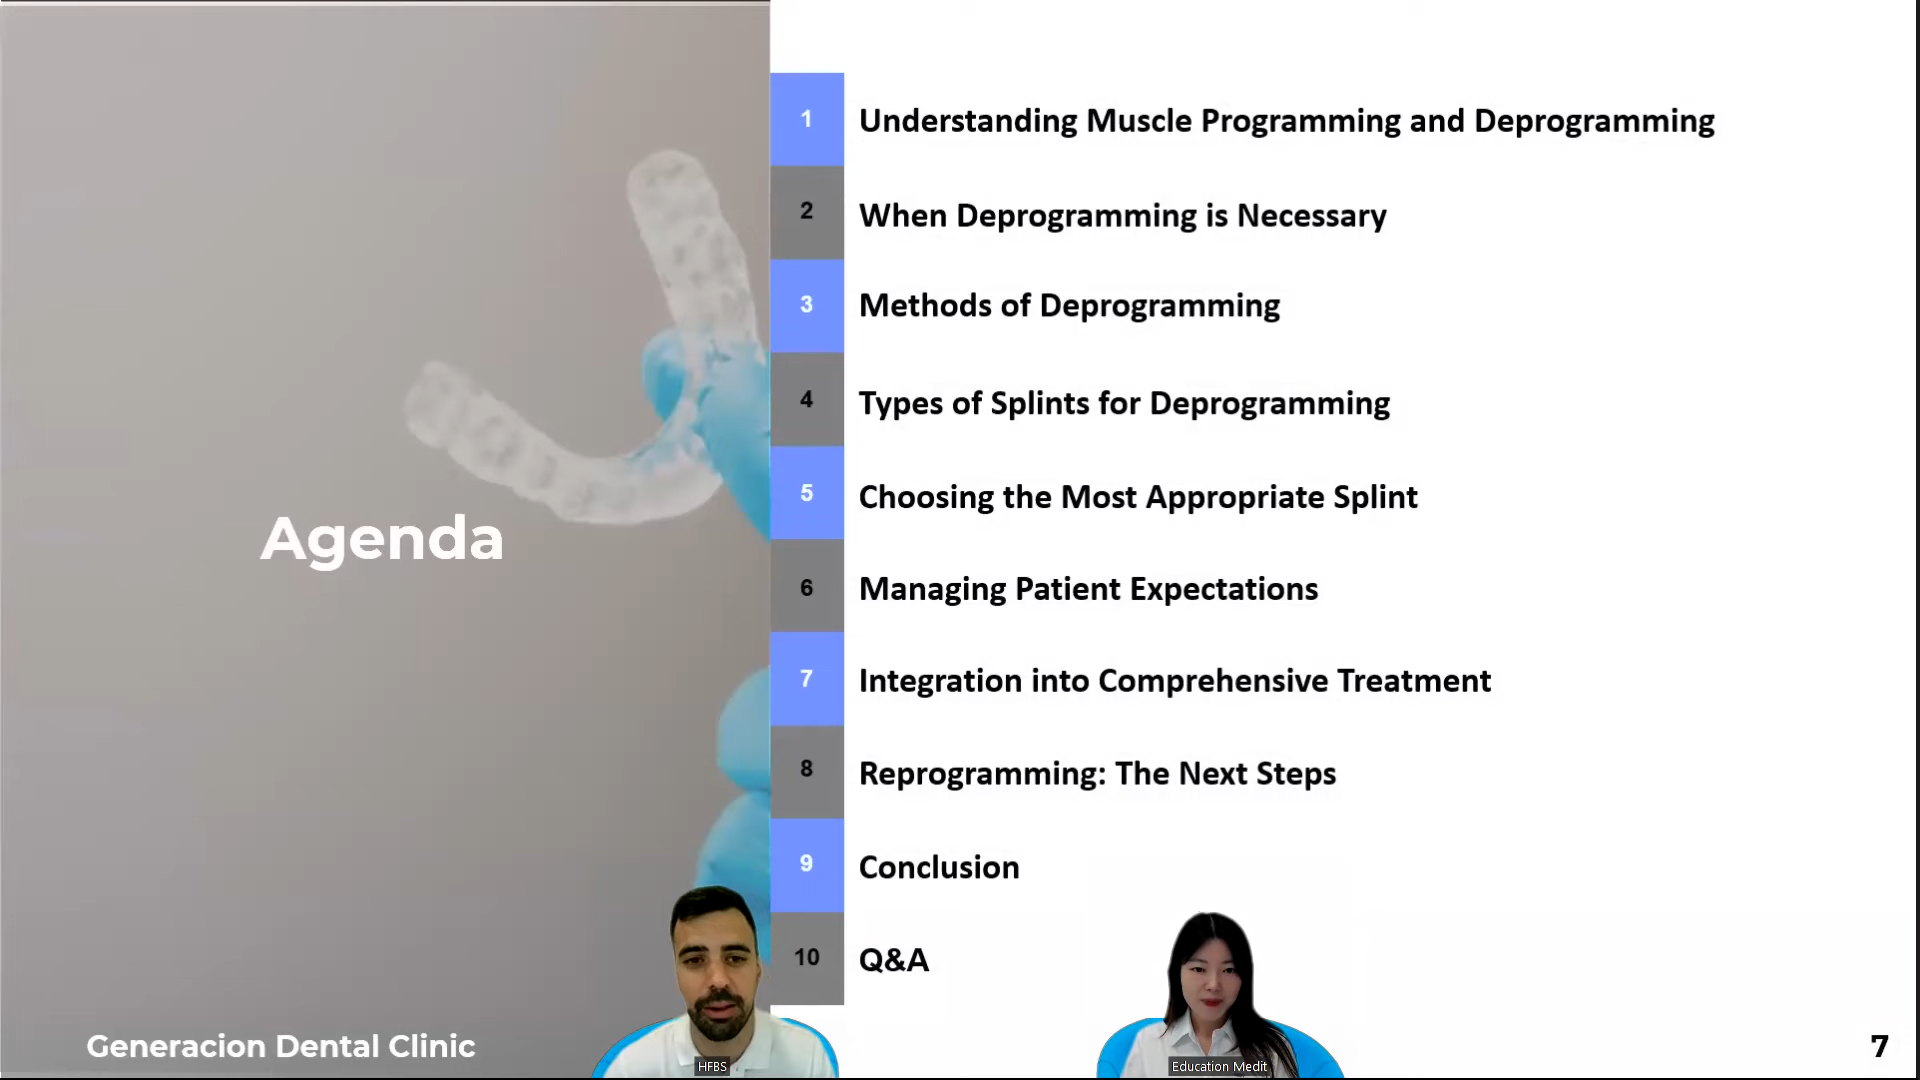 Agenda
1 Understanding Muscle Programming and Deprogramming
2 When Deprogramming is Necessary
3 Methods of Deprogramming
4 Types of Splints for Deprogramming
5 Choosing the Most Appropriate Splint
6 Managing Patient Expectations
7 Integration into Comprehensive Treatment
8 Reprogramming: The Next Steps
9 Conclusion
10 Q&A
Generacion Dental Clinic
7
HFBS
Education Medit